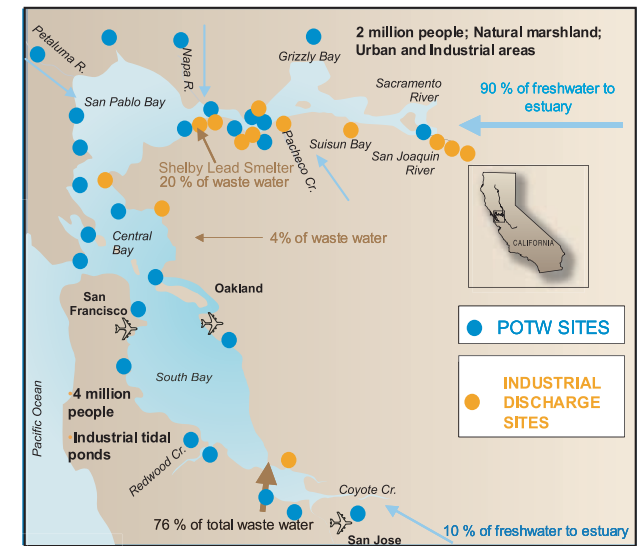 2 million people; Natural marshland;
Urban and Industrial areas
Petaluma R.
Napa R.
Grizzly Bay
Sacramento
River
90 % of freshwater to
estuary
San Pablo Bay
Pacheco Cr.
Suisun Bay
San Joaquin
River
Shelby Lead Smelter
20 % of waste water
CALIFORNIA
Central
Bay
4% of waste water
San
Francisco
Oakland
POTW SITES
South Bay
INDUSTRIAL
DISCHARGE
SITES
4 million
people
Industrial tidal
ponds
Pacific Ocean
Redwood Cr.
Coyote Cr.
76 % of total waste water
10 % of freshwater to estuary
San Jose